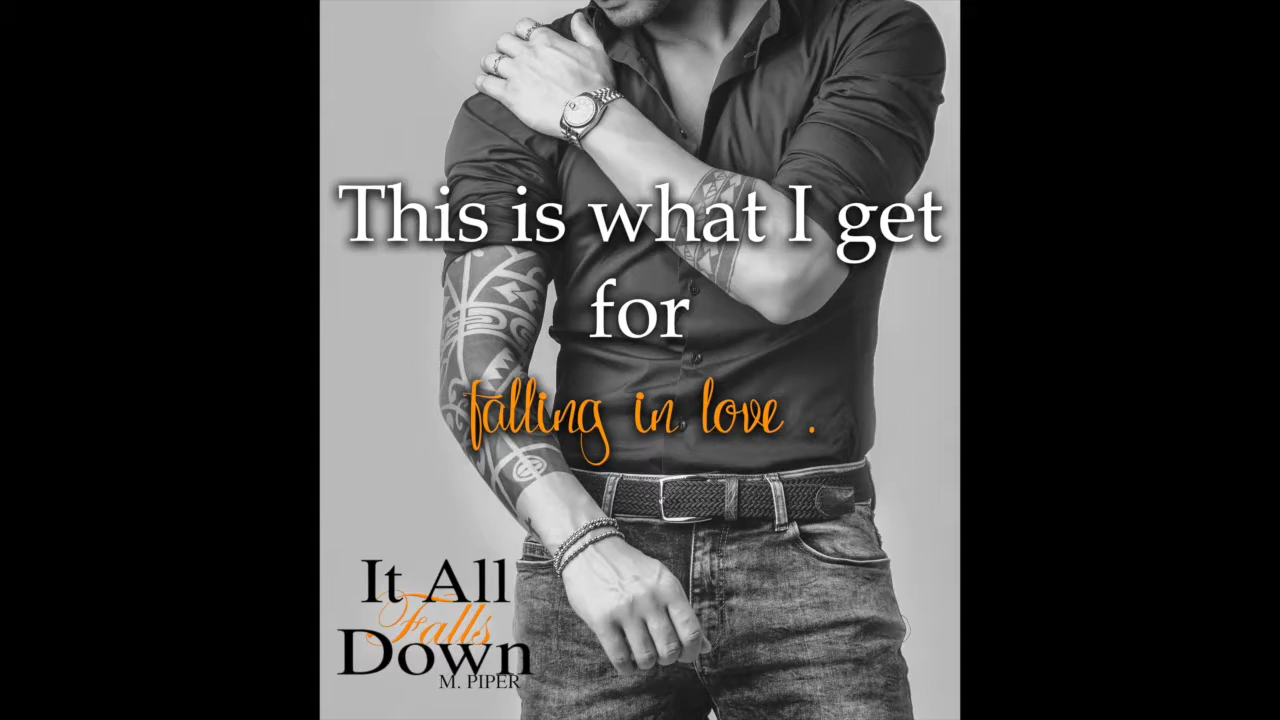 This is what I get
for
falling in love .
It All
Falls
Down
M. PIPER